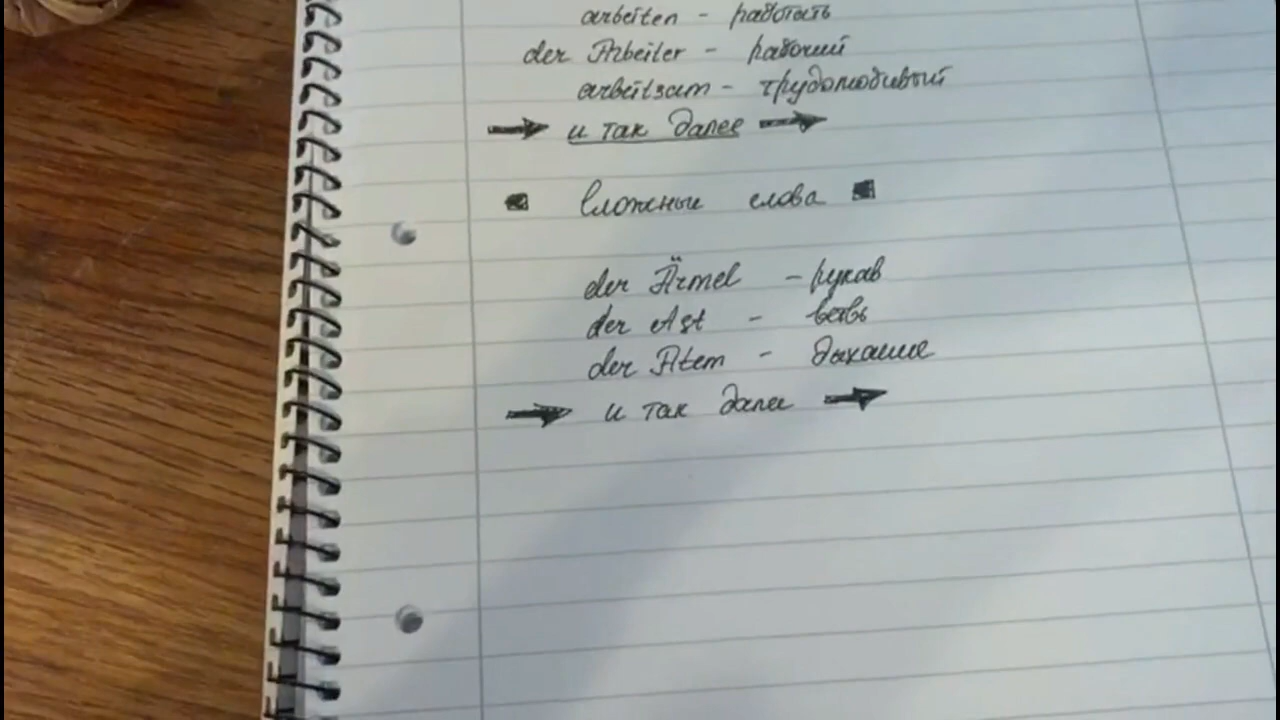 arbeiten - работать
der Arbeiter - рабочий
arbeitsam - трудолюбивый
→ и так далее →
▪ Сложные слова ▪
der Ärmel - рукав
der Ast - ветвь
der Atem - дыхание
→ и так далее →